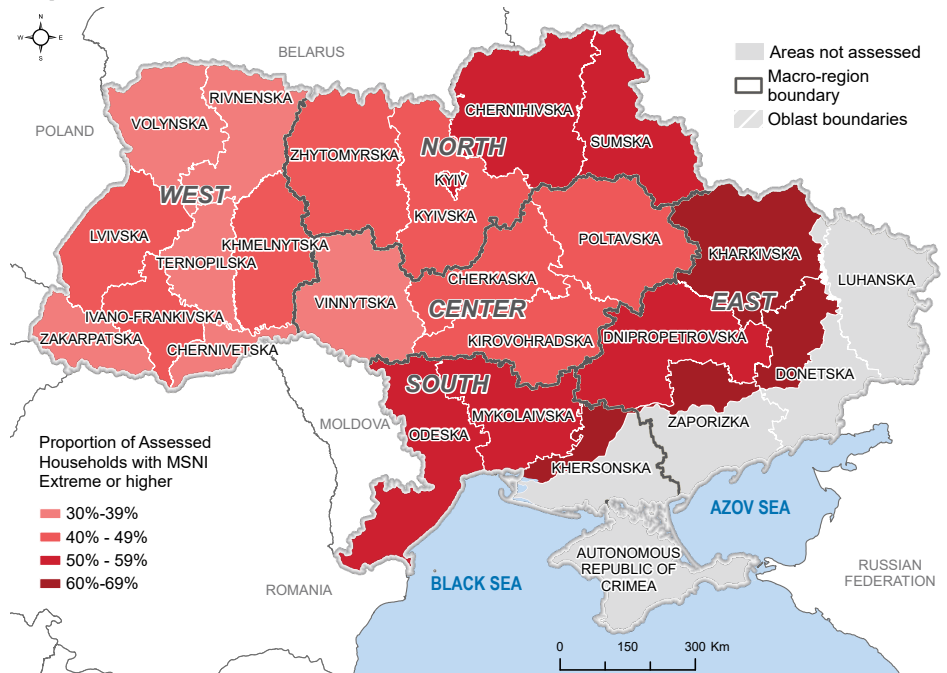 N
W
E
S
BELARUS
POLAND
Areas not assessed
Macro-region
boundary
Oblast boundaries
RIVNENSKA
VOLYNSKA
CHERNIHIVSKA
SUMSKA
ZHYTOMYRSKA
NORTH
KYIV
KYIVSKA
WEST
LVIVSKA
KHMELNYTSKA
TERNOPILSKA
POLTAVSKA
KHARKIVSKA
LUHANSKA
CHERKASKA
VINNYTSKA
CENTER
EAST
IVANO-FRANKIVSKA
ZAKARPATSKA
CHERNIVETSKA
KIROVOHRADSKA
DNIPROPETROVSKA
DONETSKA
SOUTH
MYKOLAIVSKA
ZAPORIZKA
MOLDOVA
ODESKA
KHERSONSKA
Proportion of Assessed
Households with MSNI
Extreme or higher
30%-39%
40% - 49%
50% - 59%
60%-69%
AZOV SEA
BLACK SEA
AUTONOMOUS
REPUBLIC OF
CRIMEA
ROMANIA
RUSSIAN
FEDERATION
0 150 300 Km